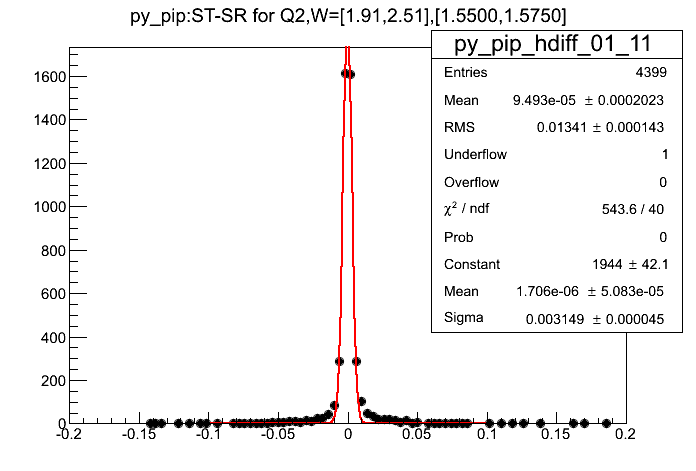 py_pip:ST-SR for Q2,W=[1.91,2.51],[1.5500,1.5750]
py_pip_hdiff_01_11
Entries 4399
Mean 9.493e-05 ± 0.0002023
RMS 0.01341 ± 0.000143
Underflow 1
Overflow 0
χ² / ndf 543.6 / 40
Prob 0
Constant 1944 ± 42.1
Mean 1.706e-06 ± 5.083e-05
Sigma 0.003149 ± 0.000045
1600
1400
1200
1000
800
600
400
200
0
-0.2 -0.15 -0.1 -0.05 0 0.05 0.1 0.15 0.2